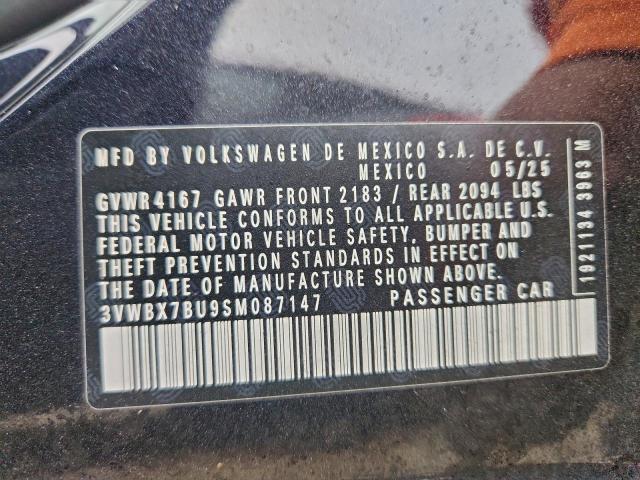 MFD BY VOLKSWAGEN DE MEXICO S.A. DE C.V.
MEXICO 05/25
GVWR 4167 GAWR FRONT 2183 / REAR 2094 LBS
THIS VEHICLE CONFORMS TO ALL APPLICABLE U.S.
FEDERAL MOTOR VEHICLE SAFETY, BUMPER AND
THEFT PREVENTION STANDARDS IN EFFECT ON
THE DATE OF MANUFACTURE SHOWN ABOVE.
3VWBX7BU9SM087147 PASSENGER CAR
1921134 3963 M